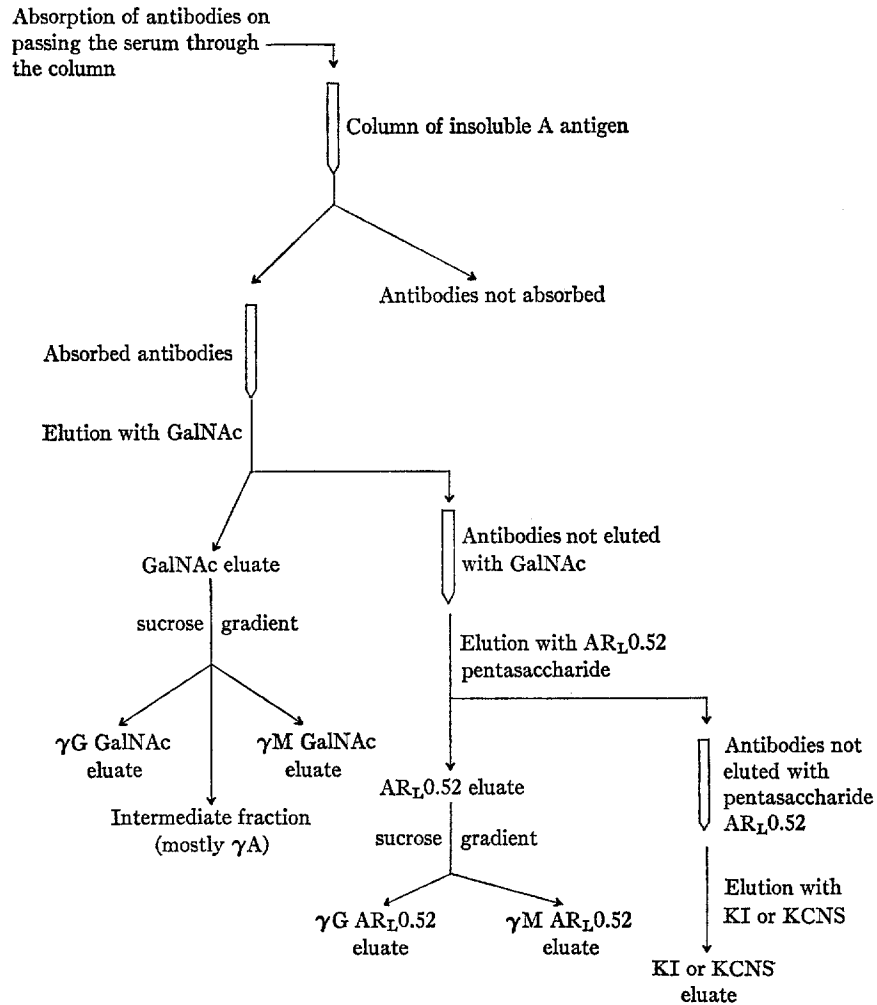 Absorption of antibodies on
passing the serum through
the column
Column of insoluble A antigen
Antibodies not absorbed
Absorbed antibodies
Elution with GalNAc
Antibodies not eluted
with GalNAc
GalNAc eluate
sucrose gradient
Elution with AR_L0.52
pentasaccharide
γG GalNAc
eluate
γM GalNAc
eluate
Intermediate fraction
(mostly γA)
AR_L0.52 eluate
Antibodies not
eluted with
pentasaccharide
AR_L0.52
sucrose gradient
Elution with
KI or KCNS
γG AR_L0.52
eluate
γM AR_L0.52
eluate
KI or KCNS
eluate